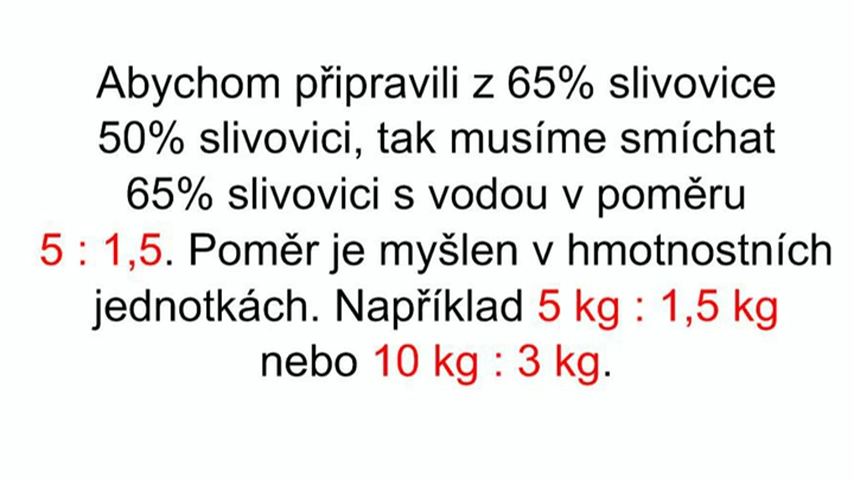 Abychom připravili z 65% slivovice
50% slivovici, tak musíme smíchat
65% slivovici s vodou v poměru
5 : 1,5. Poměr je myšlen v hmotnostních
jednotkách. Například 5 kg : 1,5 kg
nebo 10 kg : 3 kg.